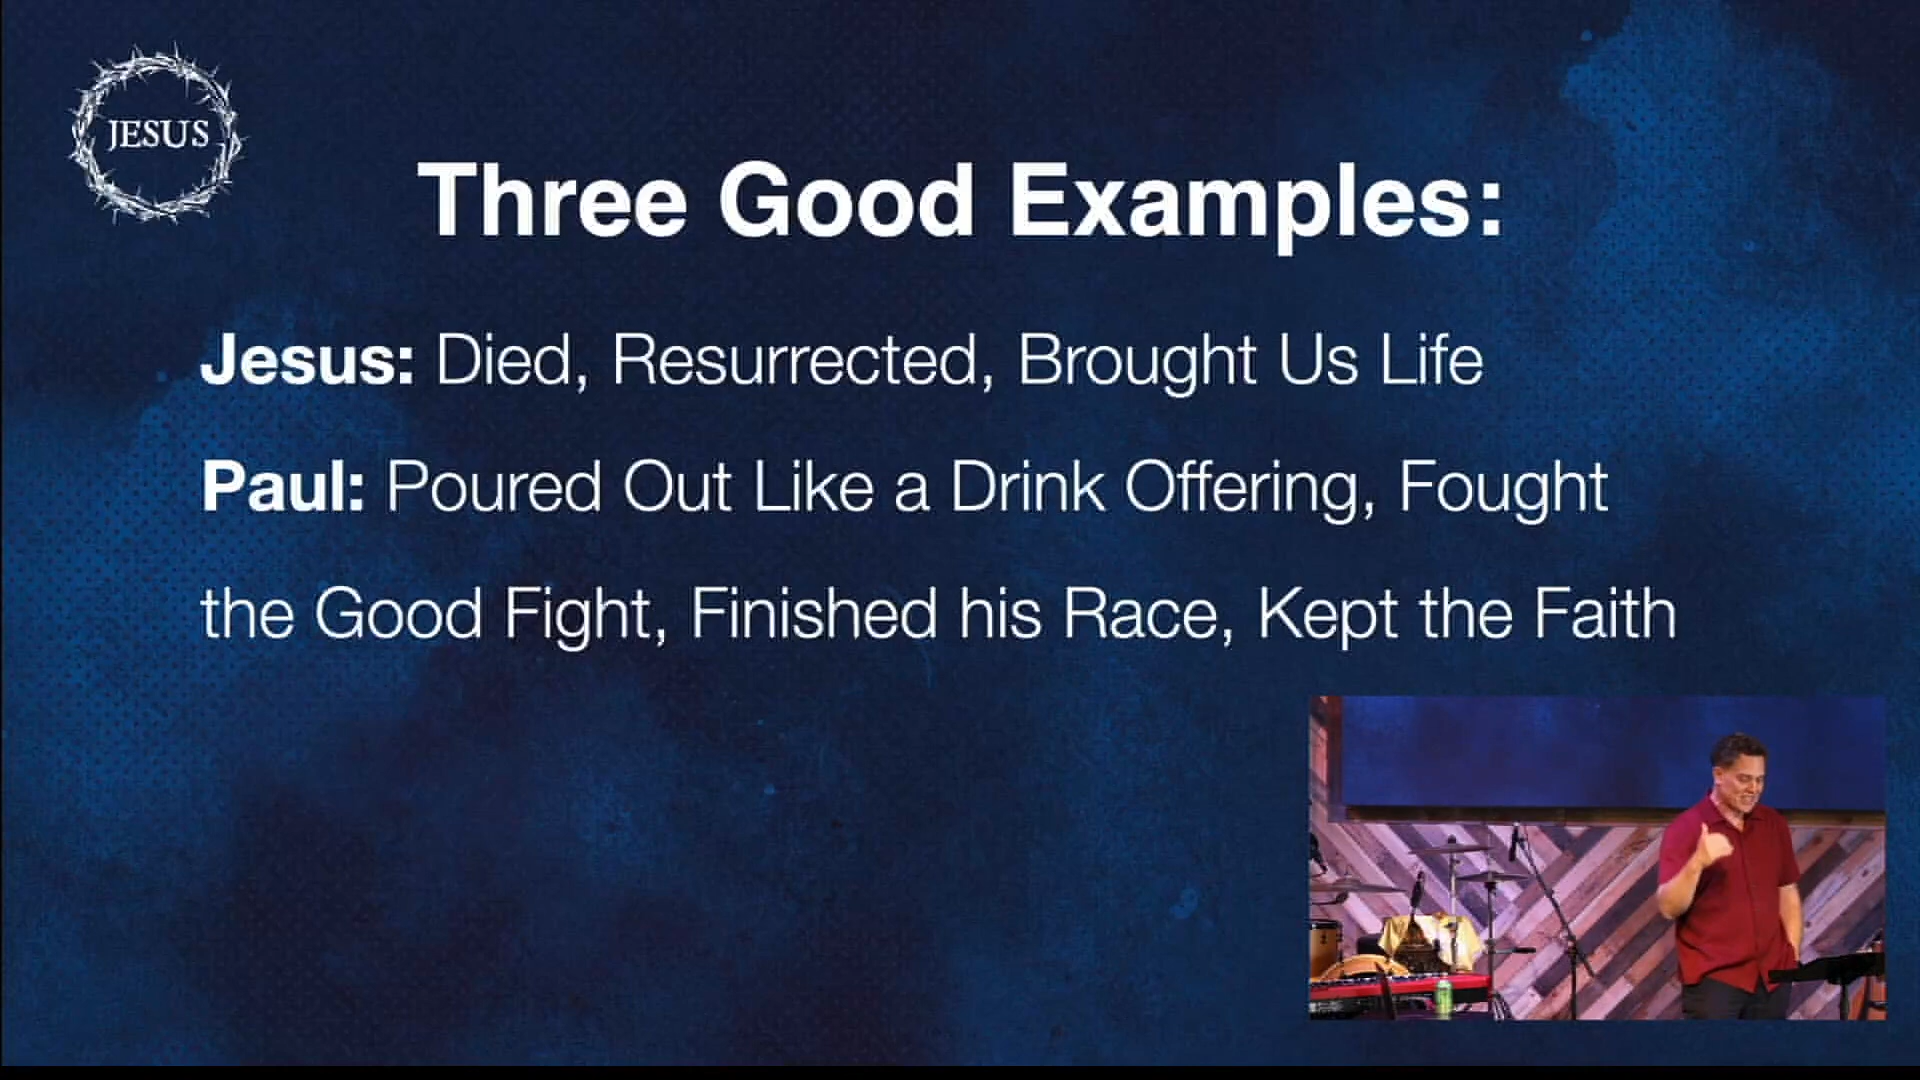 JESUS
Three Good Examples:
Jesus: Died, Resurrected, Brought Us Life
Paul: Poured Out Like a Drink Offering, Fought
the Good Fight, Finished his Race, Kept the Faith